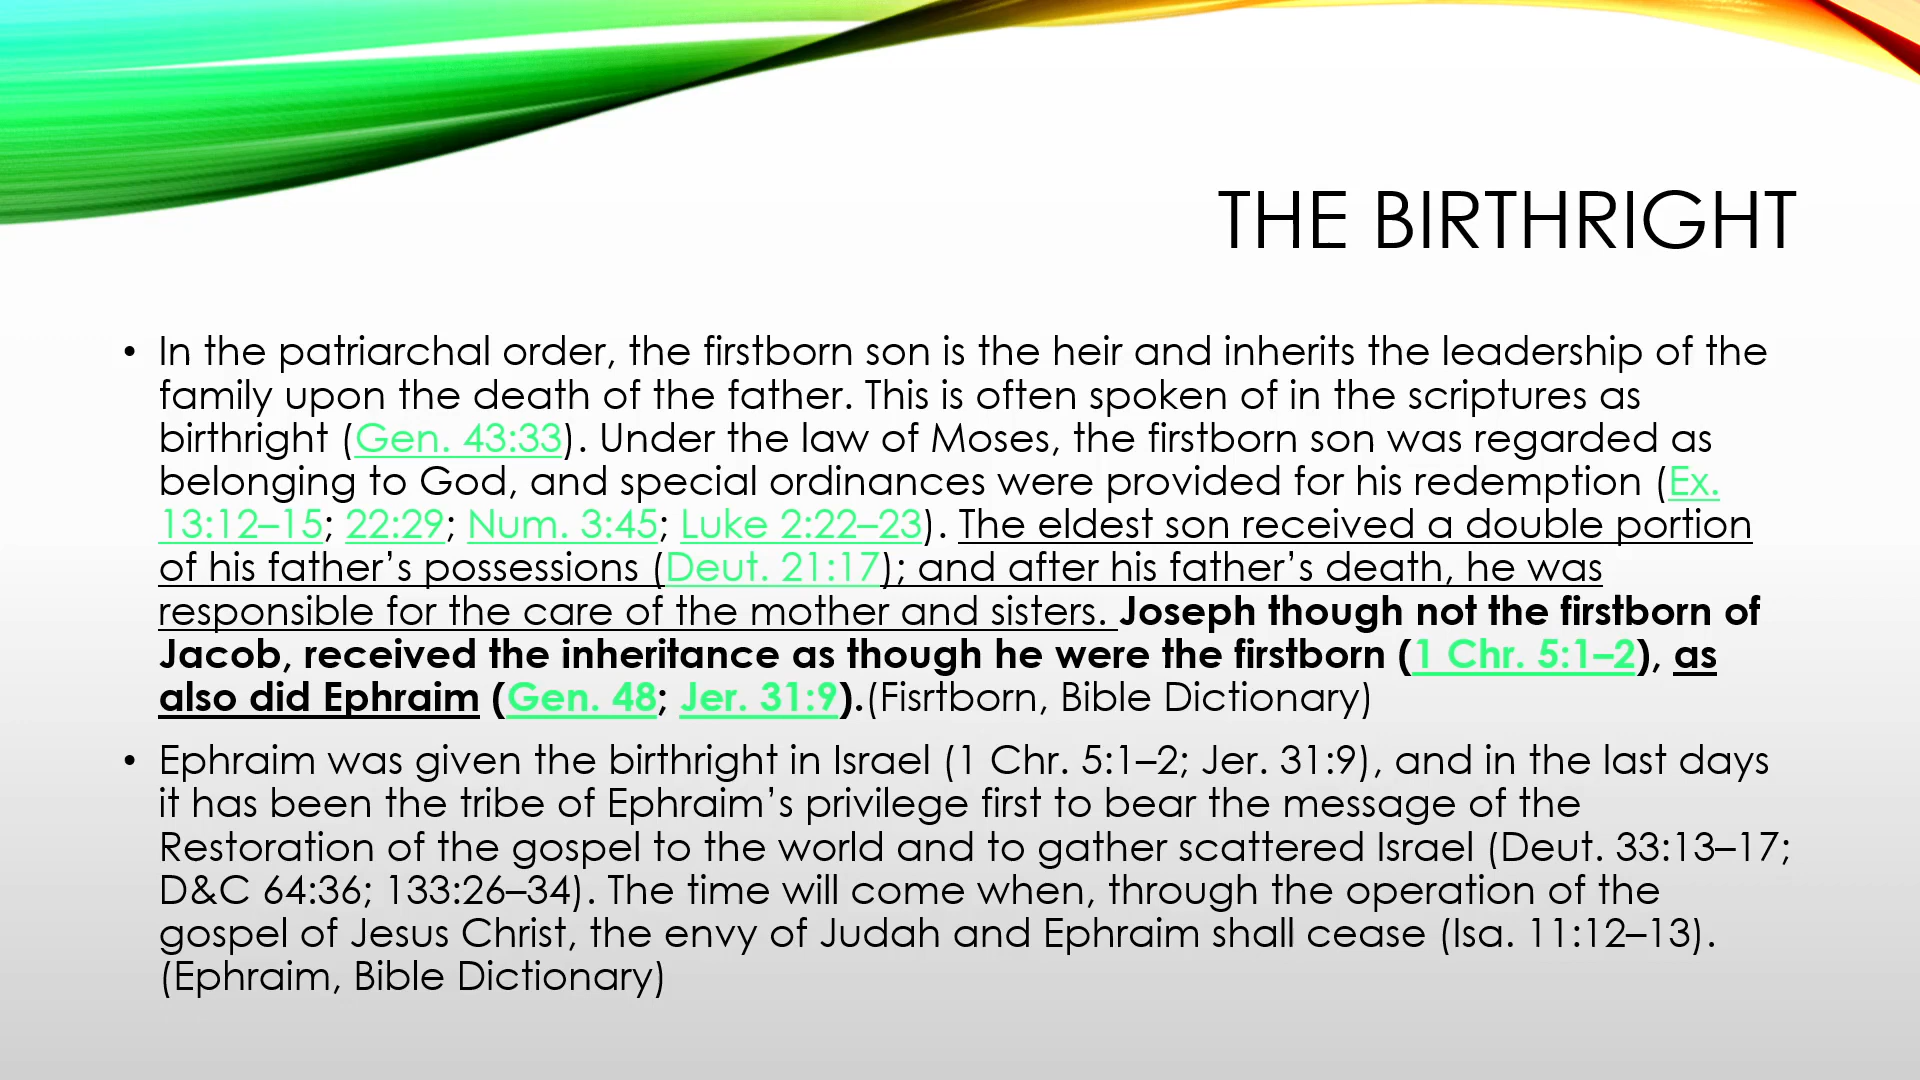 THE BIRTHRIGHT
• In the patriarchal order, the firstborn son is the heir and inherits the leadership of the
family upon the death of the father. This is often spoken of in the scriptures as
birthright (Gen. 43:33). Under the law of Moses, the firstborn son was regarded as
belonging to God, and special ordinances were provided for his redemption (Ex.
13:12–15; 22:29; Num. 3:45; Luke 2:22–23). The eldest son received a double portion
of his father’s possessions (Deut. 21:17); and after his father’s death, he was
responsible for the care of the mother and sisters. Joseph though not the firstborn of
Jacob, received the inheritance as though he were the firstborn (1 Chr. 5:1–2), as
also did Ephraim (Gen. 48; Jer. 31:9).(Fisrtborn, Bible Dictionary)
• Ephraim was given the birthright in Israel (1 Chr. 5:1–2; Jer. 31:9), and in the last days
it has been the tribe of Ephraim’s privilege first to bear the message of the
Restoration of the gospel to the world and to gather scattered Israel (Deut. 33:13–17;
D&C 64:36; 133:26–34). The time will come when, through the operation of the
gospel of Jesus Christ, the envy of Judah and Ephraim shall cease (Isa. 11:12–13).
(Ephraim, Bible Dictionary)